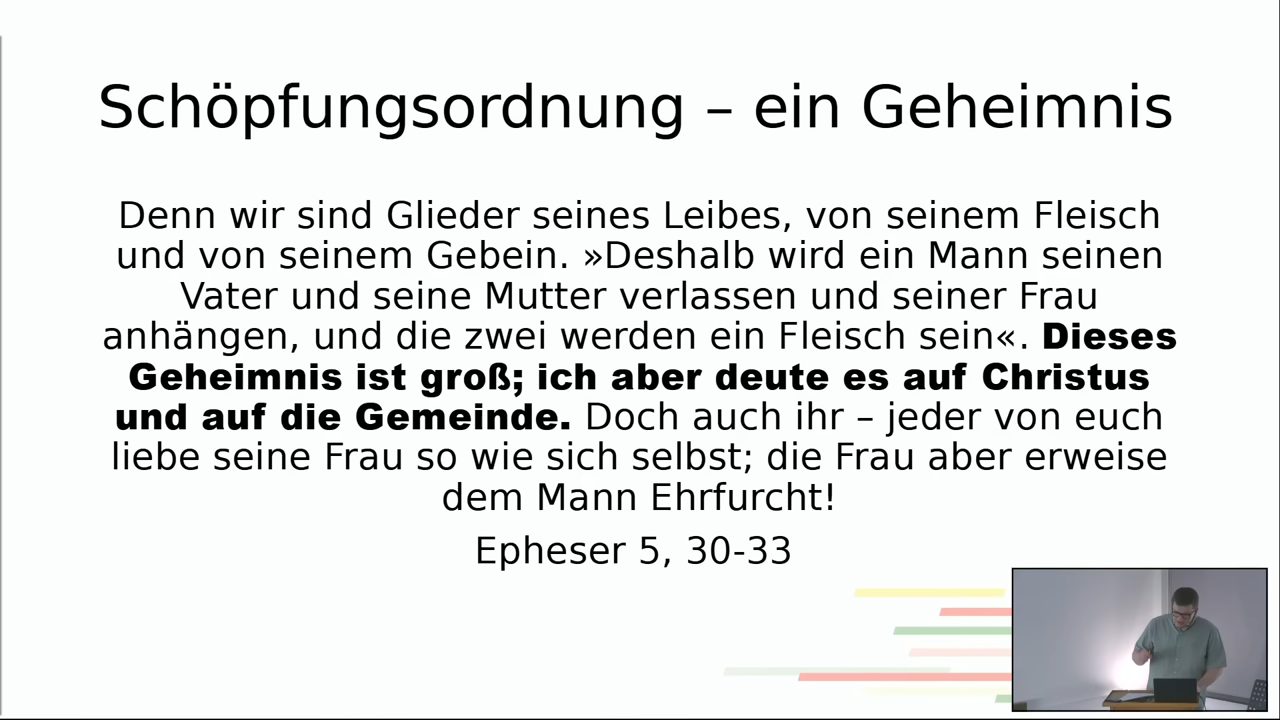 Schöpfungsordnung – ein Geheimnis
Denn wir sind Glieder seines Leibes, von seinem Fleisch
und von seinem Gebein. »Deshalb wird ein Mann seinen
Vater und seine Mutter verlassen und seiner Frau
anhängen, und die zwei werden ein Fleisch sein«. Dieses
Geheimnis ist groß; ich aber deute es auf Christus
und auf die Gemeinde. Doch auch ihr – jeder von euch
liebe seine Frau so wie sich selbst; die Frau aber erweise
dem Mann Ehrfurcht!
Epheser 5, 30-33